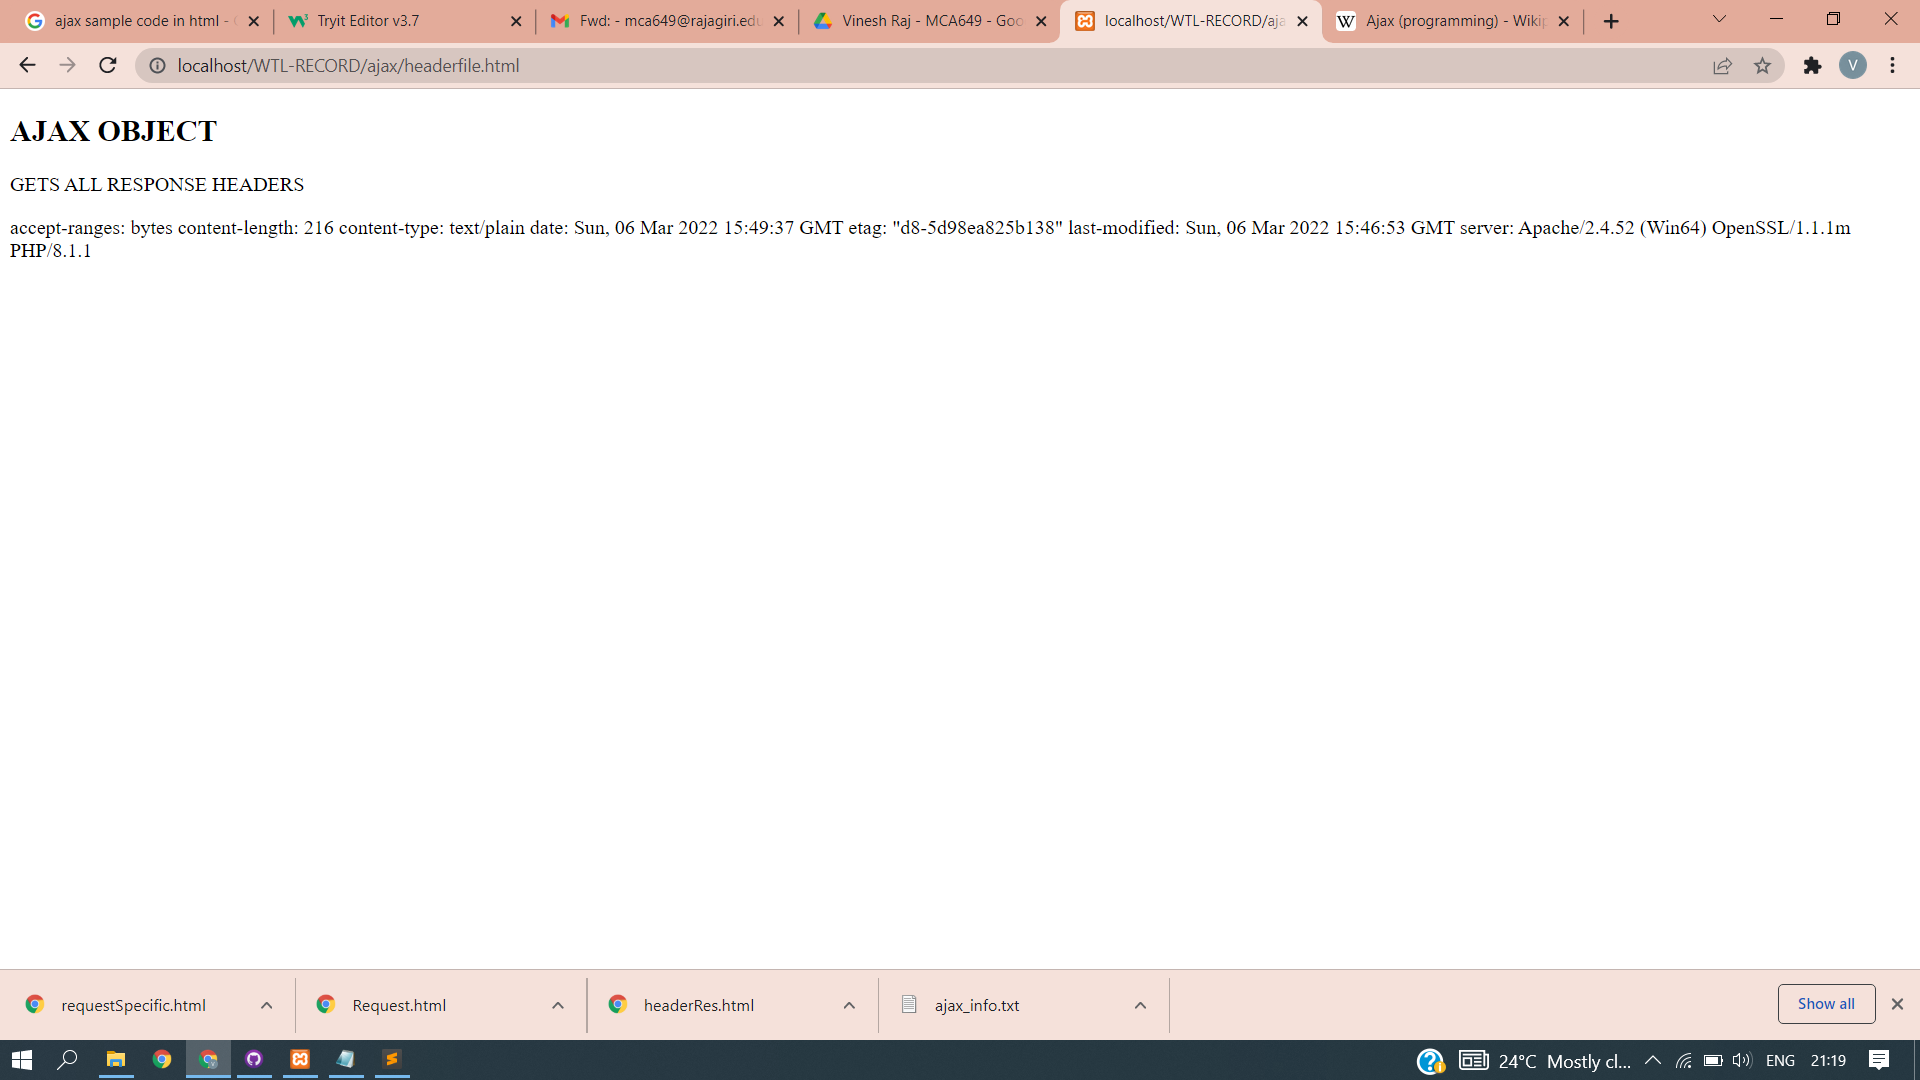 ajax sample code in html -
Tryit Editor v3.7
Fwd: - mca649@rajagiri.edu
Vinesh Raj - MCA649 - Goo
localhost/WTL-RECORD/aja
Ajax (programming) - Wikip
localhost/WTL-RECORD/ajax/headerfile.html
V
AJAX OBJECT
GETS ALL RESPONSE HEADERS
accept-ranges: bytes content-length: 216 content-type: text/plain date: Sun, 06 Mar 2022 15:49:37 GMT etag: "d8-5d98ea825b138" last-modified: Sun, 06 Mar 2022 15:46:53 GMT server: Apache/2.4.52 (Win64) OpenSSL/1.1.1m
PHP/8.1.1
requestSpecific.html
Request.html
headerRes.html
ajax_info.txt
Show all
24°C Mostly cl...
ENG
21:19